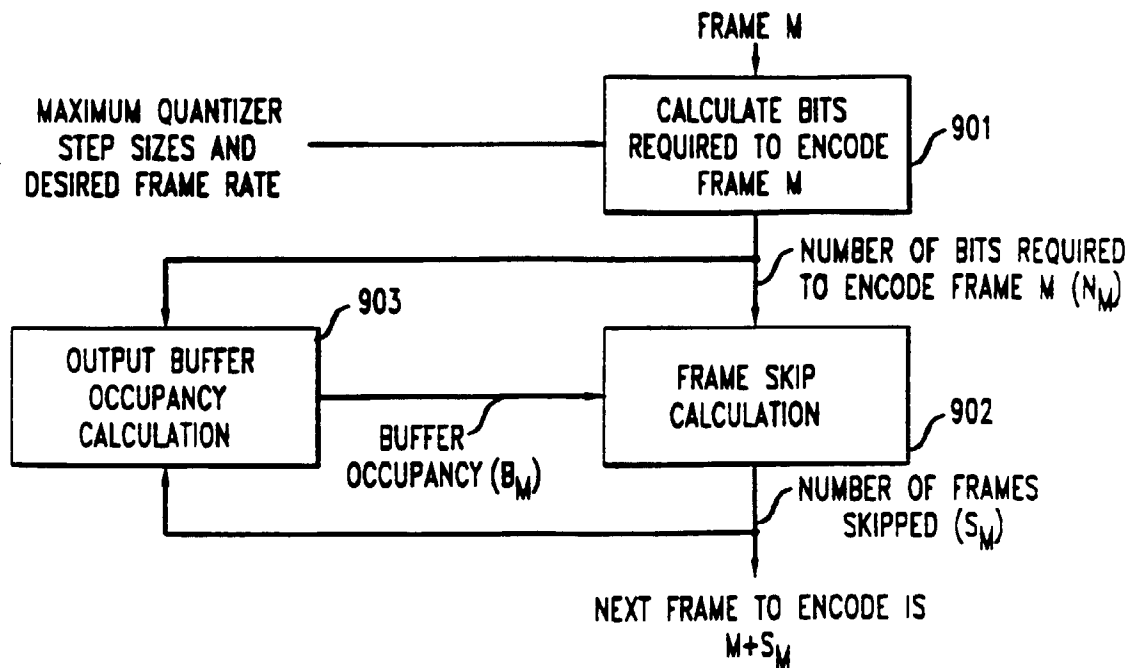 FRAME M
MAXIMUM QUANTIZER
STEP SIZES AND
DESIRED FRAME RATE
CALCULATE BITS
REQUIRED TO ENCODE
FRAME M
901
NUMBER OF BITS REQUIRED
TO ENCODE FRAME M (N_M)
903
OUTPUT BUFFER
OCCUPANCY
CALCULATION
FRAME SKIP
CALCULATION
902
BUFFER
OCCUPANCY (B_M)
NUMBER OF FRAMES
SKIPPED (S_M)
NEXT FRAME TO ENCODE IS
M+S_M